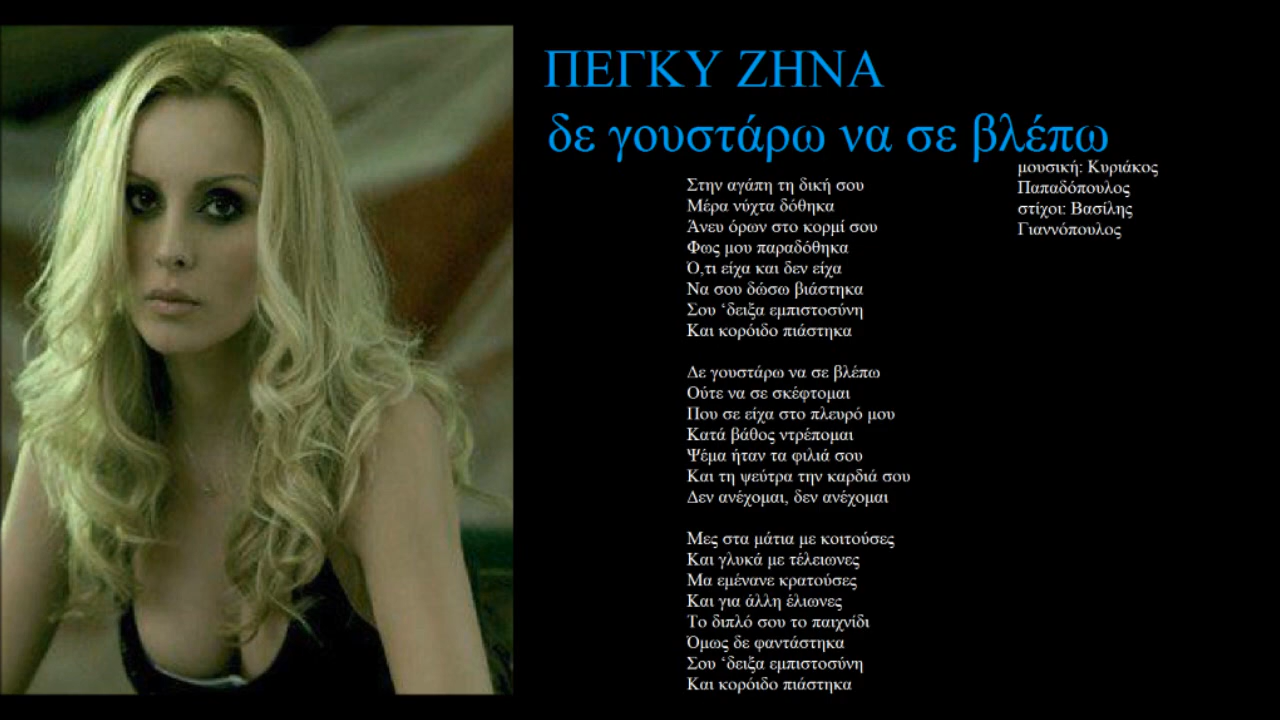 ΠΕΓΚΥ ΖΗΝΑ
δε γουστάρω να σε βλέπω
μουσική: Κυριάκος
Παπαδόπουλος
στίχοι: Βασίλης
Γιαννόπουλος
Στην αγάπη τη δική σου
Μέρα νύχτα δόθηκα
Άνευ όρων στο κορμί σου
Φως μου παραδόθηκα
Ό,τι είχα και δεν είχα
Να σου δώσω βιάστηκα
Σου ‘δειξα εμπιστοσύνη
Και κορόιδο πιάστηκα

Δε γουστάρω να σε βλέπω
Ούτε να σε σκέφτομαι
Που σε είχα στο πλευρό μου
Κατά βάθος ντρέπομαι
Ψέμα ήταν τα φιλιά σου
Και τη ψεύτρα την καρδιά σου
Δεν ανέχομαι, δεν ανέχομαι

Μες στα μάτια με κοιτούσες
Και γλυκά με τέλειωνες
Μα εμένανε κρατούσες
Και για άλλη έλιωνες
Το διπλό σου το παιχνίδι
Όμως δε φαντάστηκα
Σου ‘δειξα εμπιστοσύνη
Και κορόιδο πιάστηκα